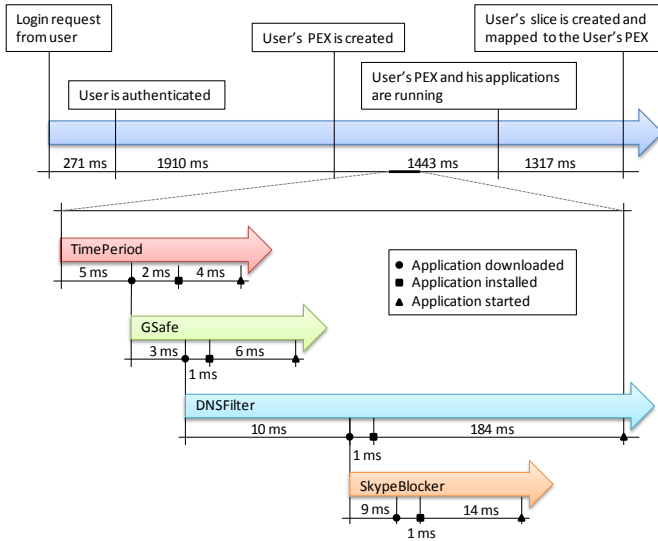 Login request
from user
User's PEX is created
User's slice is created and
mapped to the User's PEX
User is authenticated
User's PEX and his applications
are running
271 ms
1910 ms
1443 ms
1317 ms
TimePeriod
5 ms
2 ms
4 ms
Application downloaded
Application installed
Application started
GSafe
3 ms
1 ms
6 ms
DNSFilter
10 ms
1 ms
184 ms
SkypeBlocker
9 ms
1 ms
14 ms